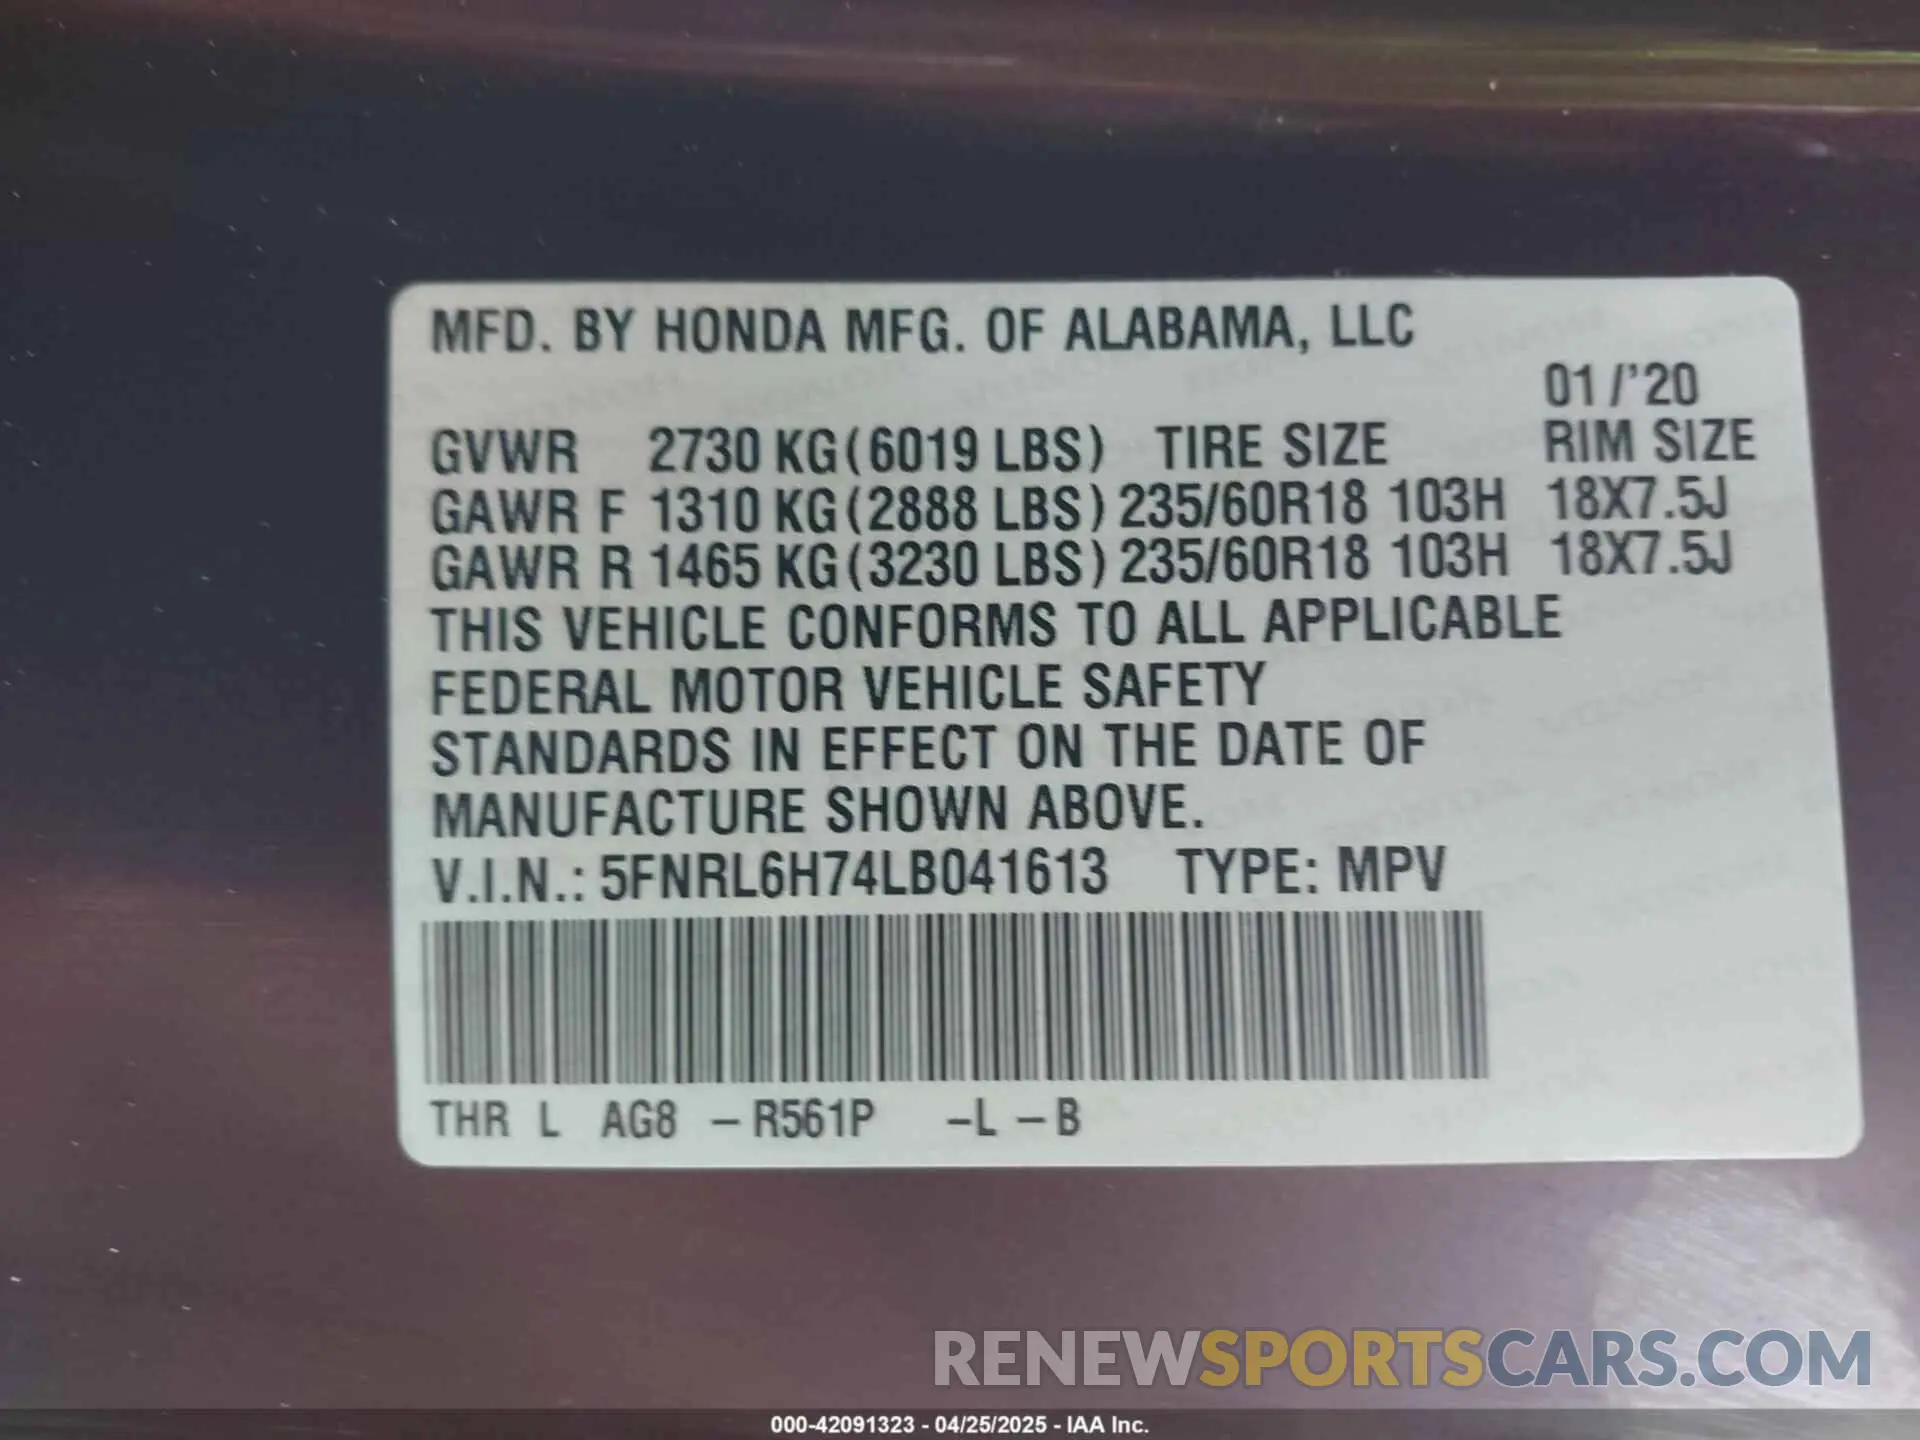 MFD. BY HONDA MFG. OF ALABAMA, LLC
01 /'20
GVWR 2730 KG (6019 LBS) TIRE SIZE RIM SIZE
GAWR F 1310 KG (2888 LBS) 235/60R18 103H 18X7.5J
GAWR R 1465 KG (3230 LBS) 235/60R18 103H 18X7.5J
THIS VEHICLE CONFORMS TO ALL APPLICABLE
FEDERAL MOTOR VEHICLE SAFETY
STANDARDS IN EFFECT ON THE DATE OF
MANUFACTURE SHOWN ABOVE.
V.I.N.: 5FNRL6H74LB041613 TYPE: MPV
THR L AG8 – R561P –L – B
RENEWSPORTSCARS.COM
000-42091323 - 04/25/2025 - IAA Inc.